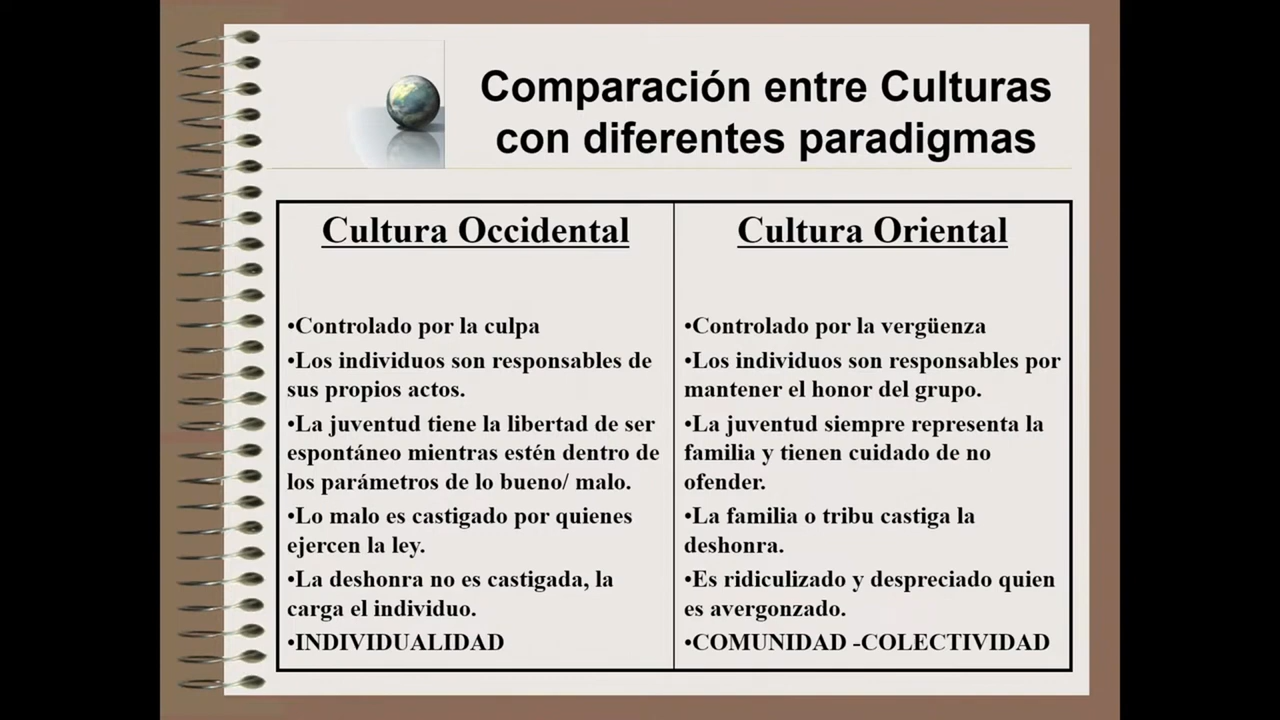 Comparación entre Culturas
con diferentes paradigmas
Cultura Occidental
•Controlado por la culpa
•Los individuos son responsables de
sus propios actos.
•La juventud tiene la libertad de ser
espontáneo mientras estén dentro de
los parámetros de lo bueno/ malo.
•Lo malo es castigado por quienes
ejercen la ley.
•La deshonra no es castigada, la
carga el individuo.
•INDIVIDUALIDAD
Cultura Oriental
•Controlado por la vergüenza
•Los individuos son responsables por
mantener el honor del grupo.
•La juventud siempre representa la
familia y tienen cuidado de no
ofender.
•La familia o tribu castiga la
deshonra.
•Es ridiculizado y despreciado quien
es avergonzado.
•COMUNIDAD -COLECTIVIDAD